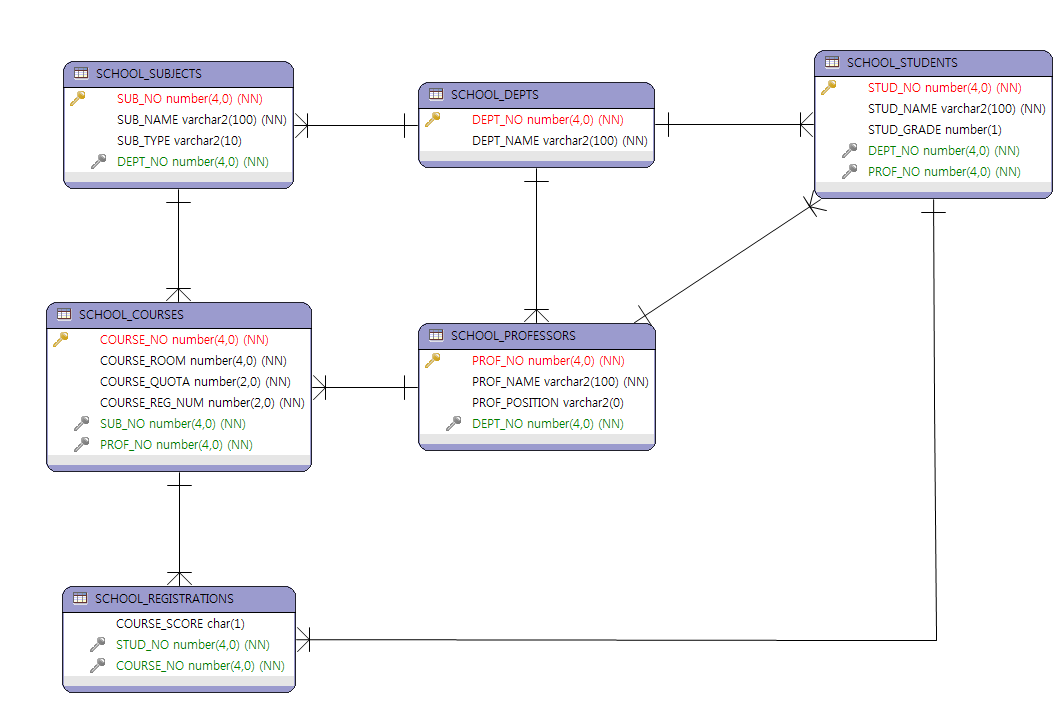 SCHOOL_SUBJECTS
SUB_NO number(4,0) (NN)
SUB_NAME varchar2(100) (NN)
SUB_TYPE varchar2(10)
DEPT_NO number(4,0) (NN)
SCHOOL_DEPTS
DEPT_NO number(4,0) (NN)
DEPT_NAME varchar2(100) (NN)
SCHOOL_STUDENTS
STUD_NO number(4,0) (NN)
STUD_NAME varchar2(100) (NN)
STUD_GRADE number(1)
DEPT_NO number(4,0) (NN)
PROF_NO number(4,0) (NN)
SCHOOL_COURSES
COURSE_NO number(4,0) (NN)
COURSE_ROOM number(4,0) (NN)
COURSE_QUOTA number(2,0) (NN)
COURSE_REG_NUM number(2,0) (NN)
SUB_NO number(4,0) (NN)
PROF_NO number(4,0) (NN)
SCHOOL_PROFESSORS
PROF_NO number(4,0) (NN)
PROF_NAME varchar2(100) (NN)
PROF_POSITION varchar2(0)
DEPT_NO number(4,0) (NN)
SCHOOL_REGISTRATIONS
COURSE_SCORE char(1)
STUD_NO number(4,0) (NN)
COURSE_NO number(4,0) (NN)